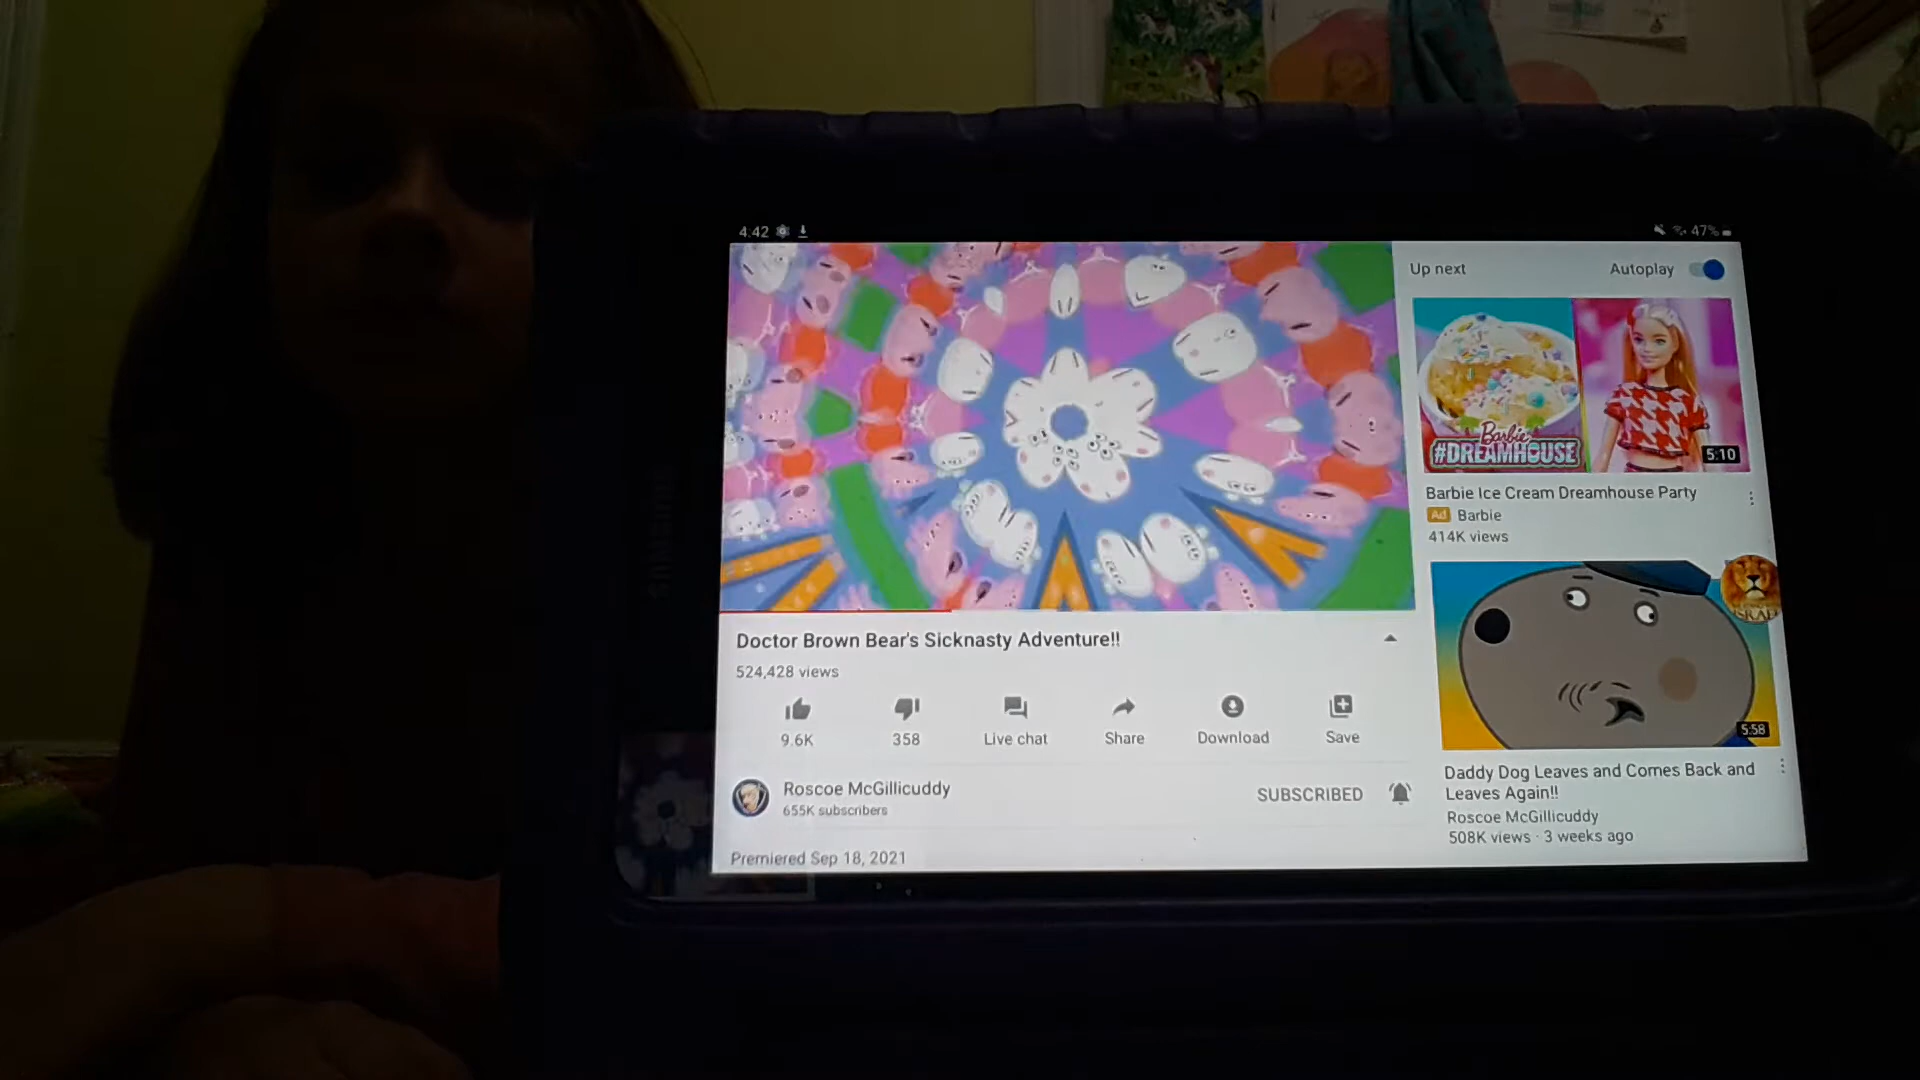 4:42
47%
Up next
Autoplay
Barbie
#DREAMHOUSE
5:10
Barbie Ice Cream Dreamhouse Party
Ad Barbie
414K views
5:58
Daddy Dog Leaves and Comes Back and
Leaves Again!!
Roscoe McGillicuddy
508K views · 3 weeks ago
Doctor Brown Bear's Sicknasty Adventure!!
524,428 views
9.6K
358
Live chat
Share
Download
Save
Roscoe McGillicuddy
655K subscribers
SUBSCRIBED
Premiered Sep 18, 2021
SAMSUNG